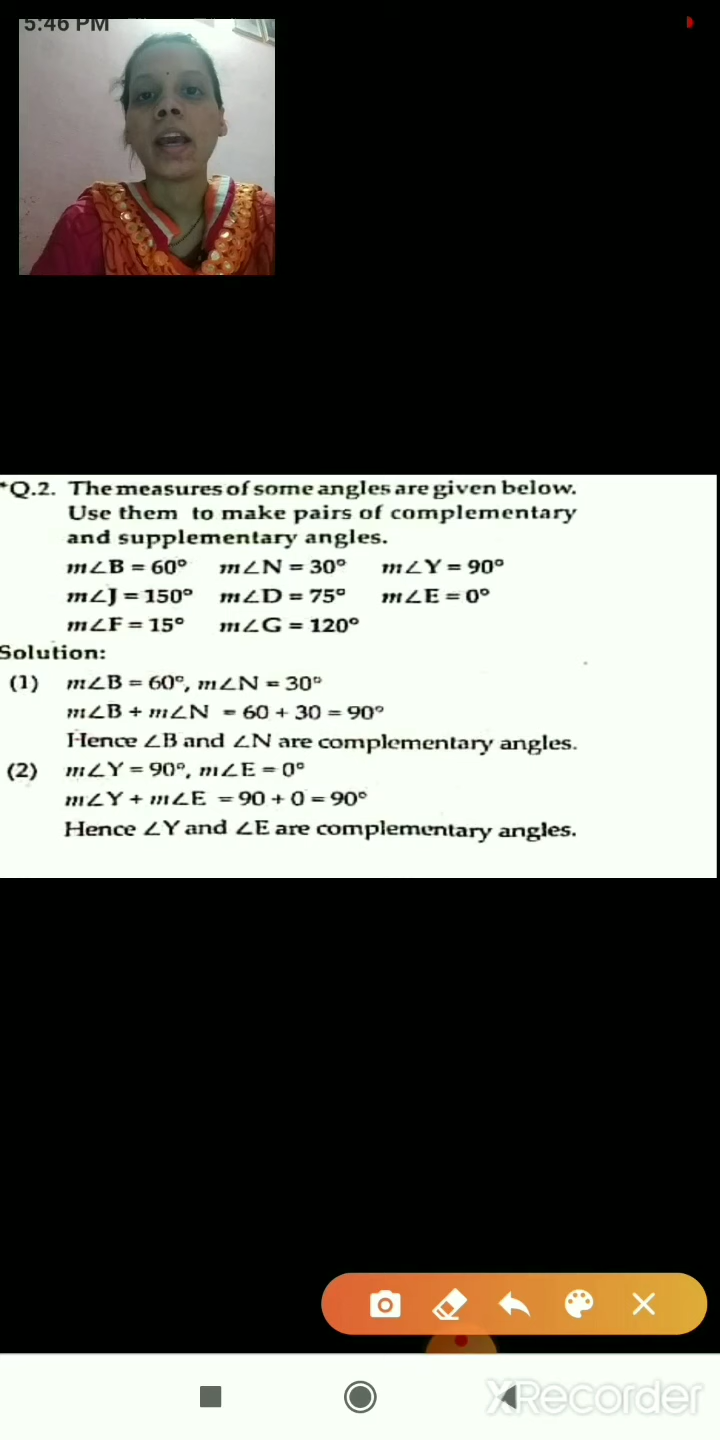 5:46 PM
*Q.2. The measures of some angles are given below.
Use them to make pairs of complementary
and supplementary angles.
m∠B = 60° m∠N = 30° m∠Y = 90°
m∠J = 150° m∠D = 75° m∠E = 0°
m∠F = 15° m∠G = 120°
Solution:
(1) m∠B = 60°, m∠N = 30°
m∠B + m∠N = 60 + 30 = 90°
Hence ∠B and ∠N are complementary angles.
(2) m∠Y = 90°, m∠E = 0°
m∠Y + m∠E = 90 + 0 = 90°
Hence ∠Y and ∠E are complementary angles.
XRecorder